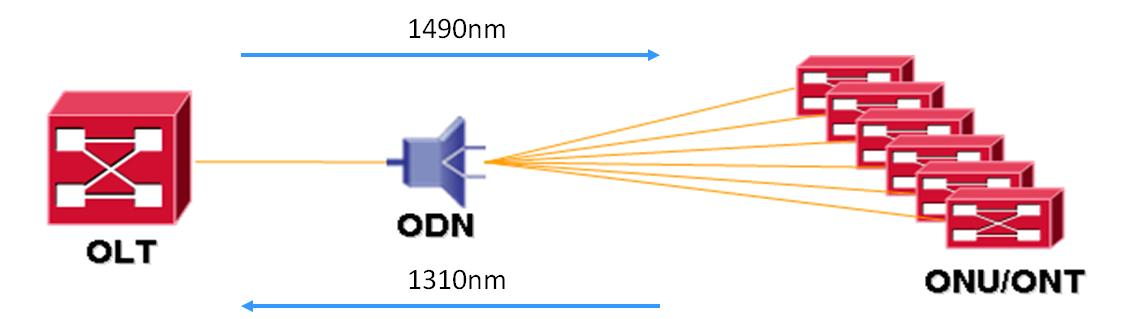 1490nm
OLT
ODN
1310nm
ONU/ONT